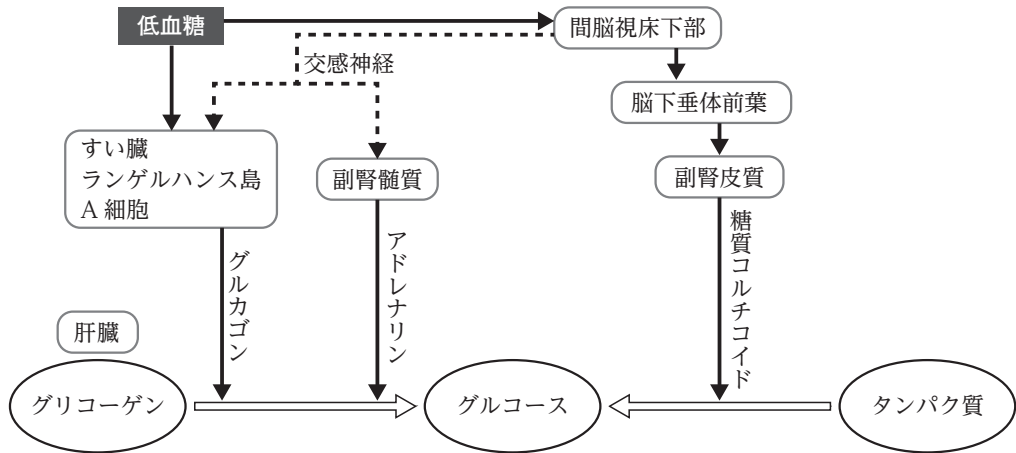 低血糖
間脳視床下部
交感神経
脳下垂体前葉
すい臓
ランゲルハンス島
A 細胞
副腎髄質
副腎皮質
グルカゴン
アドレナリン
糖質コルチコイド
肝臓
グリコーゲン
グルコース
タンパク質